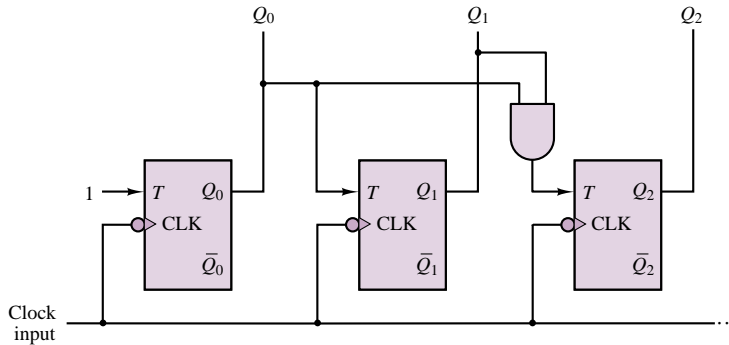 Q₀ Q₁ Q₂
1 T Q₀ T Q₁ T Q₂
CLK CLK CLK
Q̅₀ Q̅₁ Q̅₂
Clock
input